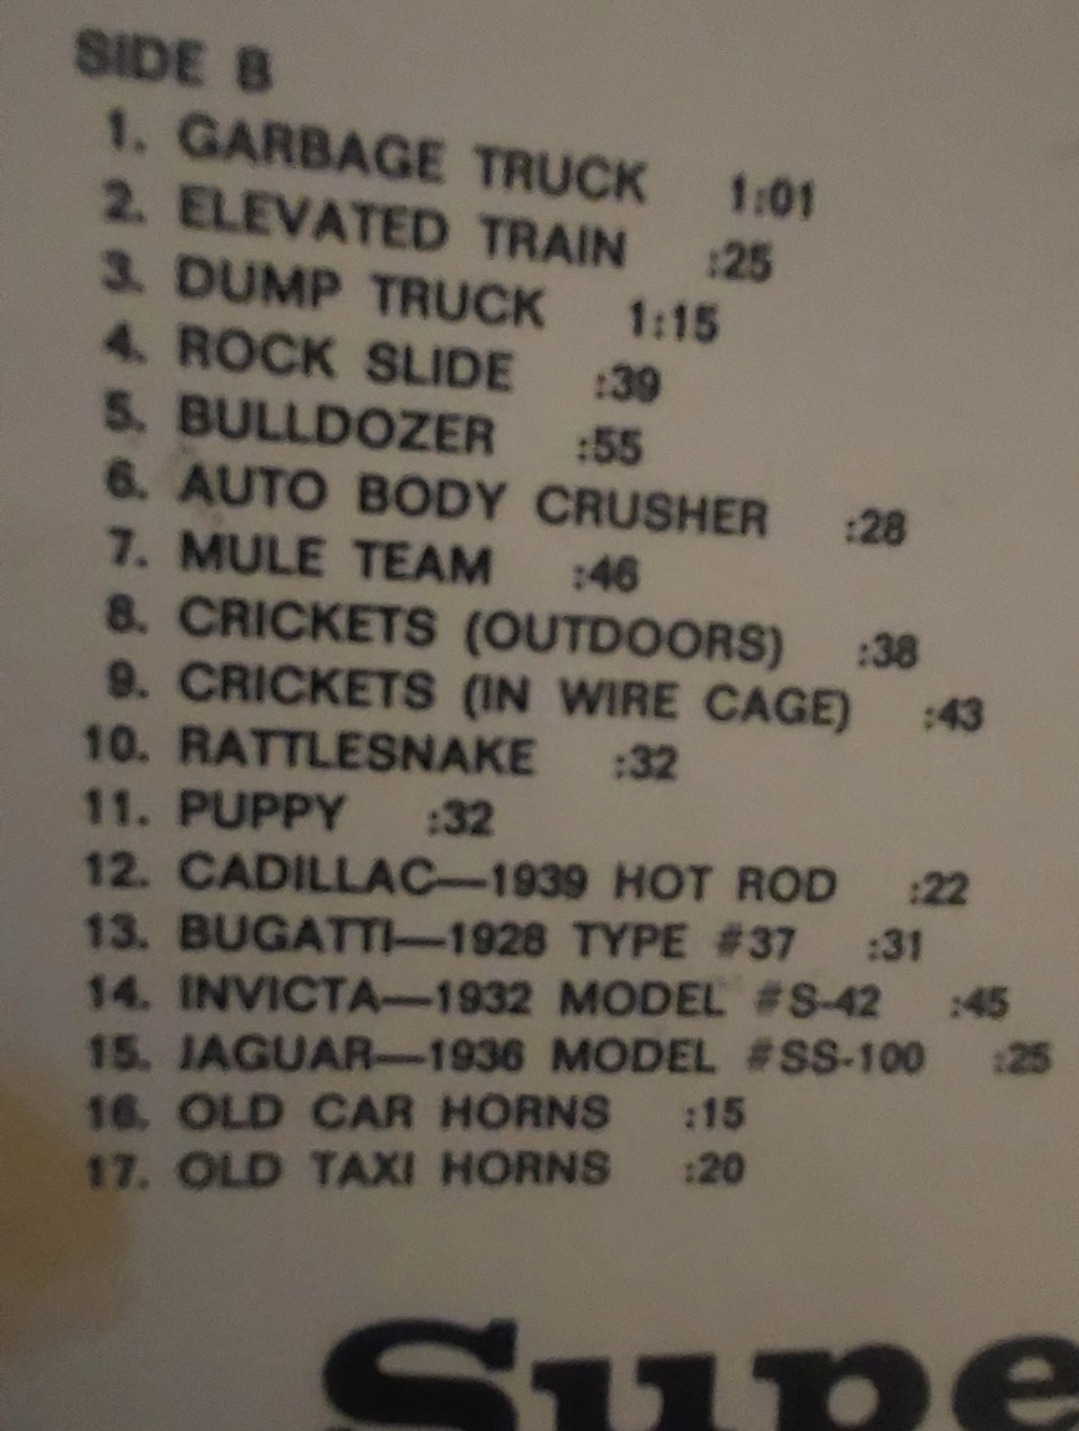 SIDE B
1. GARBAGE TRUCK 1:01
2. ELEVATED TRAIN :25
3. DUMP TRUCK 1:15
4. ROCK SLIDE :39
5. BULLDOZER :55
6. AUTO BODY CRUSHER :28
7. MULE TEAM :46
8. CRICKETS (OUTDOORS) :38
9. CRICKETS (IN WIRE CAGE) :43
10. RATTLESNAKE :32
11. PUPPY :32
12. CADILLAC—1939 HOT ROD :22
13. BUGATTI—1928 TYPE #37 :31
14. INVICTA—1932 MODEL #S-42 :45
15. JAGUAR—1936 MODEL #SS-100 :25
16. OLD CAR HORNS :15
17. OLD TAXI HORNS :20
Supe